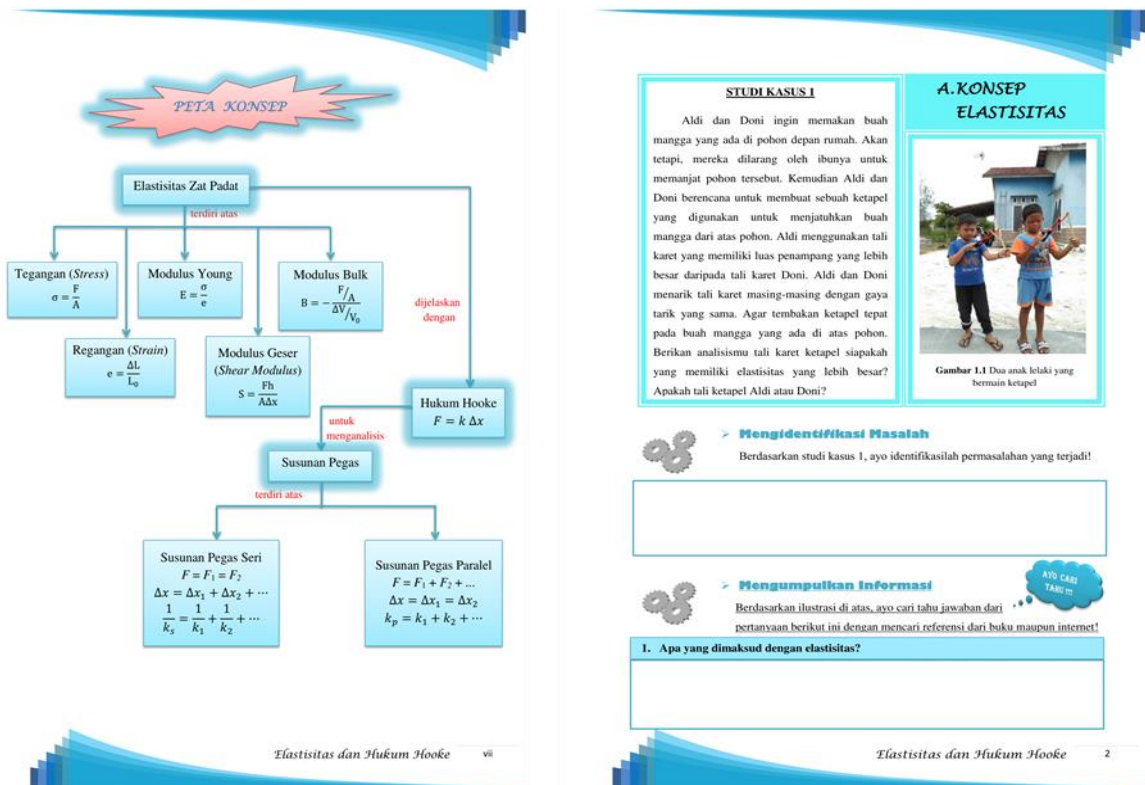 PETA KONSEP
Elastisitas Zat Padat
terdiri atas
Tegangan (Stress)
σ = F/A
Modulus Young
E = σ/e
Modulus Bulk
B = − (F/A)/(ΔV/V₀)
Regangan (Strain)
e = ΔL/L₀
Modulus Geser
(Shear Modulus)
S = Fh/AΔx
dijelaskan
dengan
Hukum Hooke
F = k Δx
untuk
menganalisis
Susunan Pegas
terdiri atas
Susunan Pegas Seri
F = F₁ = F₂
Δx = Δx₁ + Δx₂ + ⋯
1/kₛ = 1/k₁ + 1/k₂ + ⋯
Susunan Pegas Paralel
F = F₁ + F₂ + ...
Δx = Δx₁ = Δx₂
kₚ = k₁ + k₂ + ⋯
Elastisitas dan Hukum Hooke vii
STUDI KASUS 1
Aldi dan Doni ingin memakan buah
mangga yang ada di pohon depan rumah. Akan
tetapi, mereka dilarang oleh ibunya untuk
memanjat pohon tersebut. Kemudian Aldi dan
Doni berencana untuk membuat sebuah ketapel
yang digunakan untuk menjatuhkan buah
mangga dari atas pohon. Aldi menggunakan tali
karet yang memiliki luas penampang yang lebih
besar daripada tali karet Doni. Aldi dan Doni
menarik tali karet masing-masing dengan gaya
tarik yang sama. Agar tembakan ketapel tepat
pada buah mangga yang ada di atas pohon.
Berikan analisismu tali karet ketapel siapakah
yang memiliki elastisitas yang lebih besar?
Apakah tali ketapel Aldi atau Doni?
A. KONSEP
ELASTISITAS
Gambar 1.1 Dua anak lelaki yang
bermain ketapel
➢ Mengidentifikasi Masalah
Berdasarkan studi kasus 1, ayo identifikasilah permasalahan yang terjadi!
➢ Mengumpulkan Informasi
AYO CARI
TAHU !!!
Berdasarkan ilustrasi di atas, ayo cari tahu jawaban dari
pertanyaan berikut ini dengan mencari referensi dari buku maupun internet!
1. Apa yang dimaksud dengan elastisitas?
Elastisitas dan Hukum Hooke 2